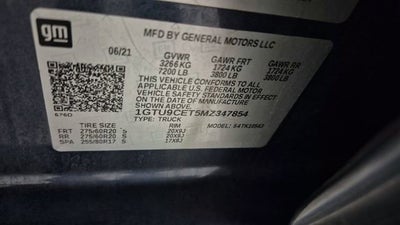 gm
MFD BY GENERAL MOTORS LLC
06/21 GVWR GAWR FRT GAWR RR
3266 KG 1724 KG 1724 KG
7200 LB 3800 LB 3800 LB
THIS VEHICLE CONFORMS TO ALL
APPLICABLE U.S. FEDERAL MOTOR
VEHICLE SAFETY STANDARDS IN
EFFECT ON THE DATE OF
MANUFACTURE SHOWN ABOVE.
1GTU9CET5MZ347854
TYPE: TRUCK
TIRE SIZE RIM
FRT 275/60R20 S 20X9J
RR 275/60R20 S 20X9J
SPA 255/80R17 S 17X8J